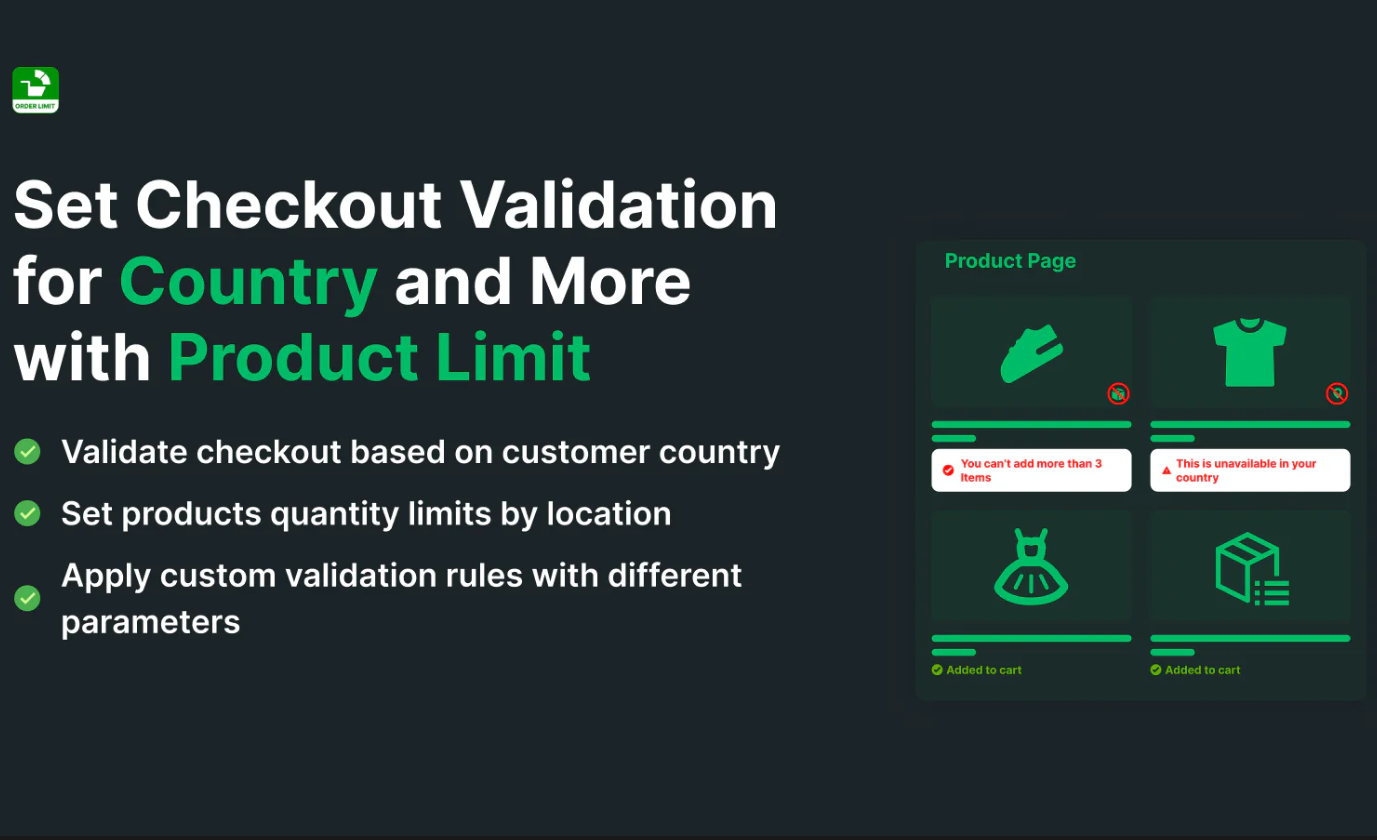 ORDER LIMIT
Set Checkout Validation
for Country and More
with Product Limit
Validate checkout based on customer country
Set products quantity limits by location
Apply custom validation rules with different
parameters
Product Page
You can't add more than 3
Items
This is unavailable in your
country
Added to cart
Added to cart